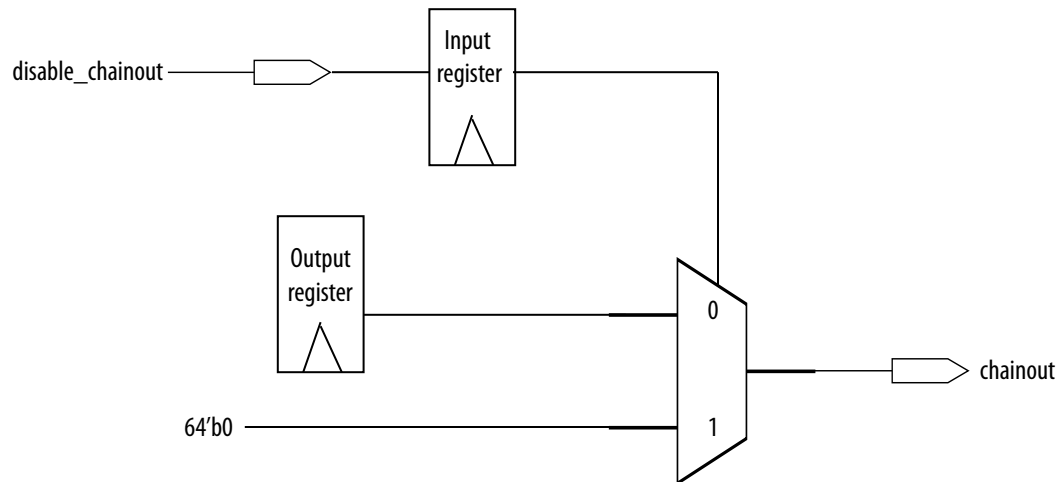 Input
register
disable_chainout
Output
register
0
chainout
64’b0
1